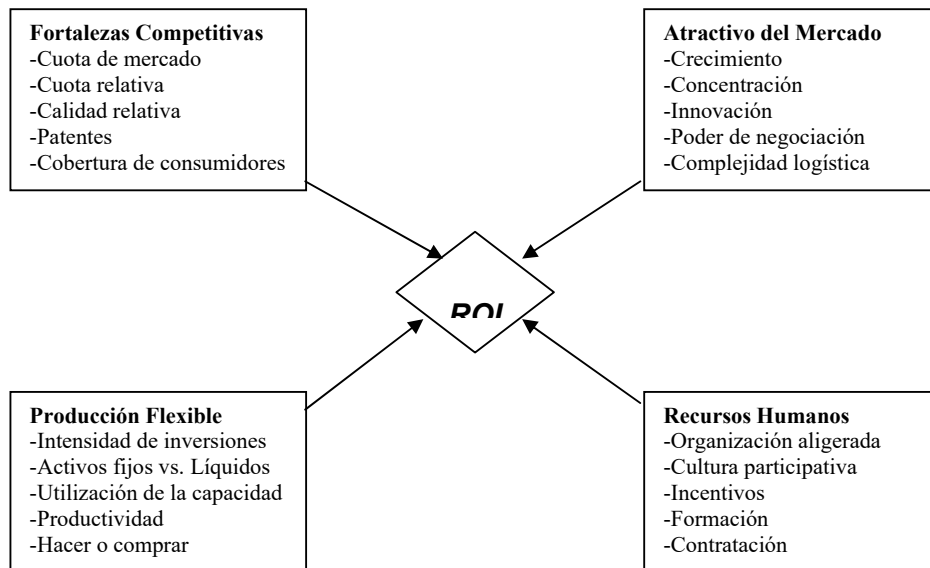 Fortalezas Competitivas
-Cuota de mercado
-Cuota relativa
-Calidad relativa
-Patentes
-Cobertura de consumidores
Atractivo del Mercado
-Crecimiento
-Concentración
-Innovación
-Poder de negociación
-Complejidad logística
ROI
Producción Flexible
-Intensidad de inversiones
-Activos fijos vs. Líquidos
-Utilización de la capacidad
-Productividad
-Hacer o comprar
Recursos Humanos
-Organización aligerada
-Cultura participativa
-Incentivos
-Formación
-Contratación